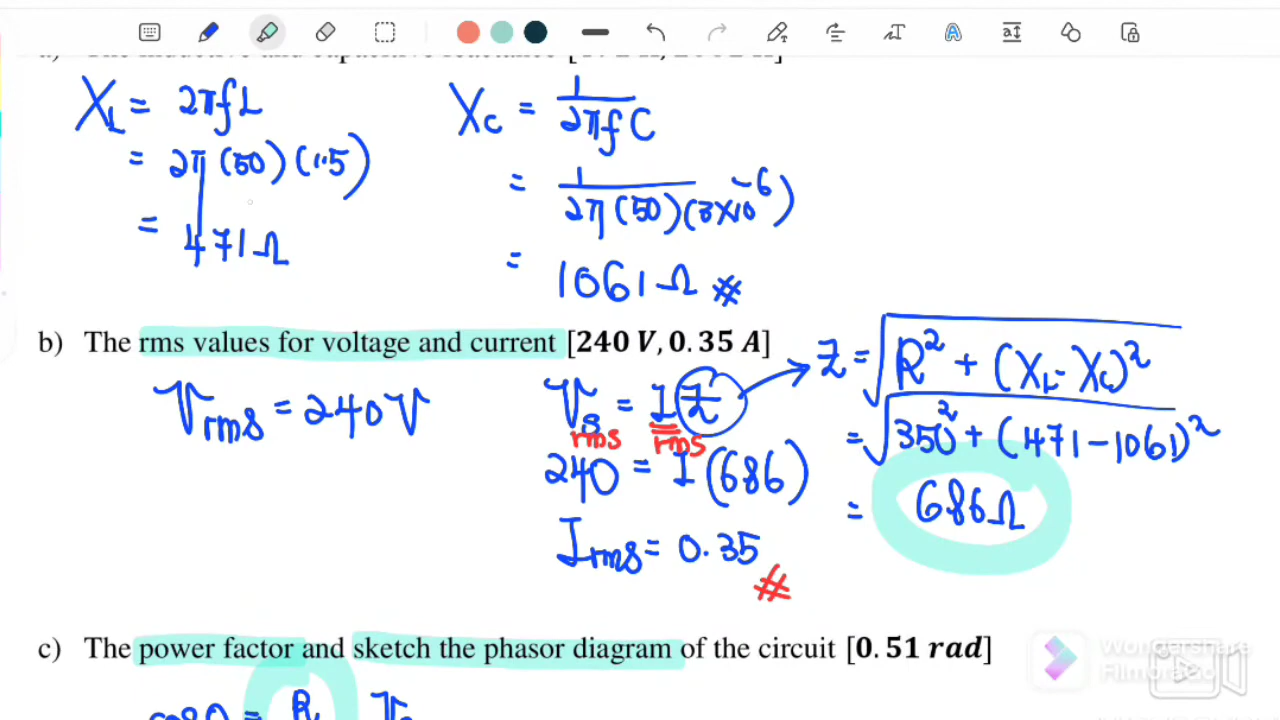 X_L = 2πfL
= 2π (50) (1.5)
= 471 Ω
X_C = 1/2πfC
= 1/2π (50) (3×10^-6)
= 1061 Ω #
b) The rms values for voltage and current [240 V, 0.35 A]
V_rms = 240V
V_s = I Z
rms rms
240 = I (686)
I_rms = 0.35 #
Z = √R² + (X_L - X_C)²
= √350² + (471 - 1061)²
= 686 Ω
c) The power factor and sketch the phasor diagram of the circuit [0.51 rad]
Wondershare
Filmora